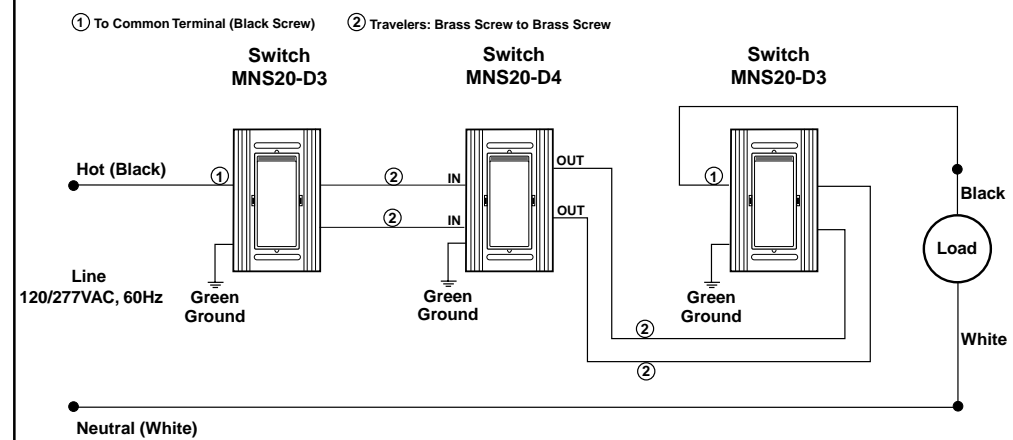 ① To Common Terminal (Black Screw)
② Travelers: Brass Screw to Brass Screw
Switch
MNS20-D3
Switch
MNS20-D4
Switch
MNS20-D3
Hot (Black)
①
②
②
IN
IN
OUT
OUT
①
Black
Load
Line
120/277VAC, 60Hz
Green
Ground
Green
Ground
Green
Ground
②
②
White
Neutral (White)